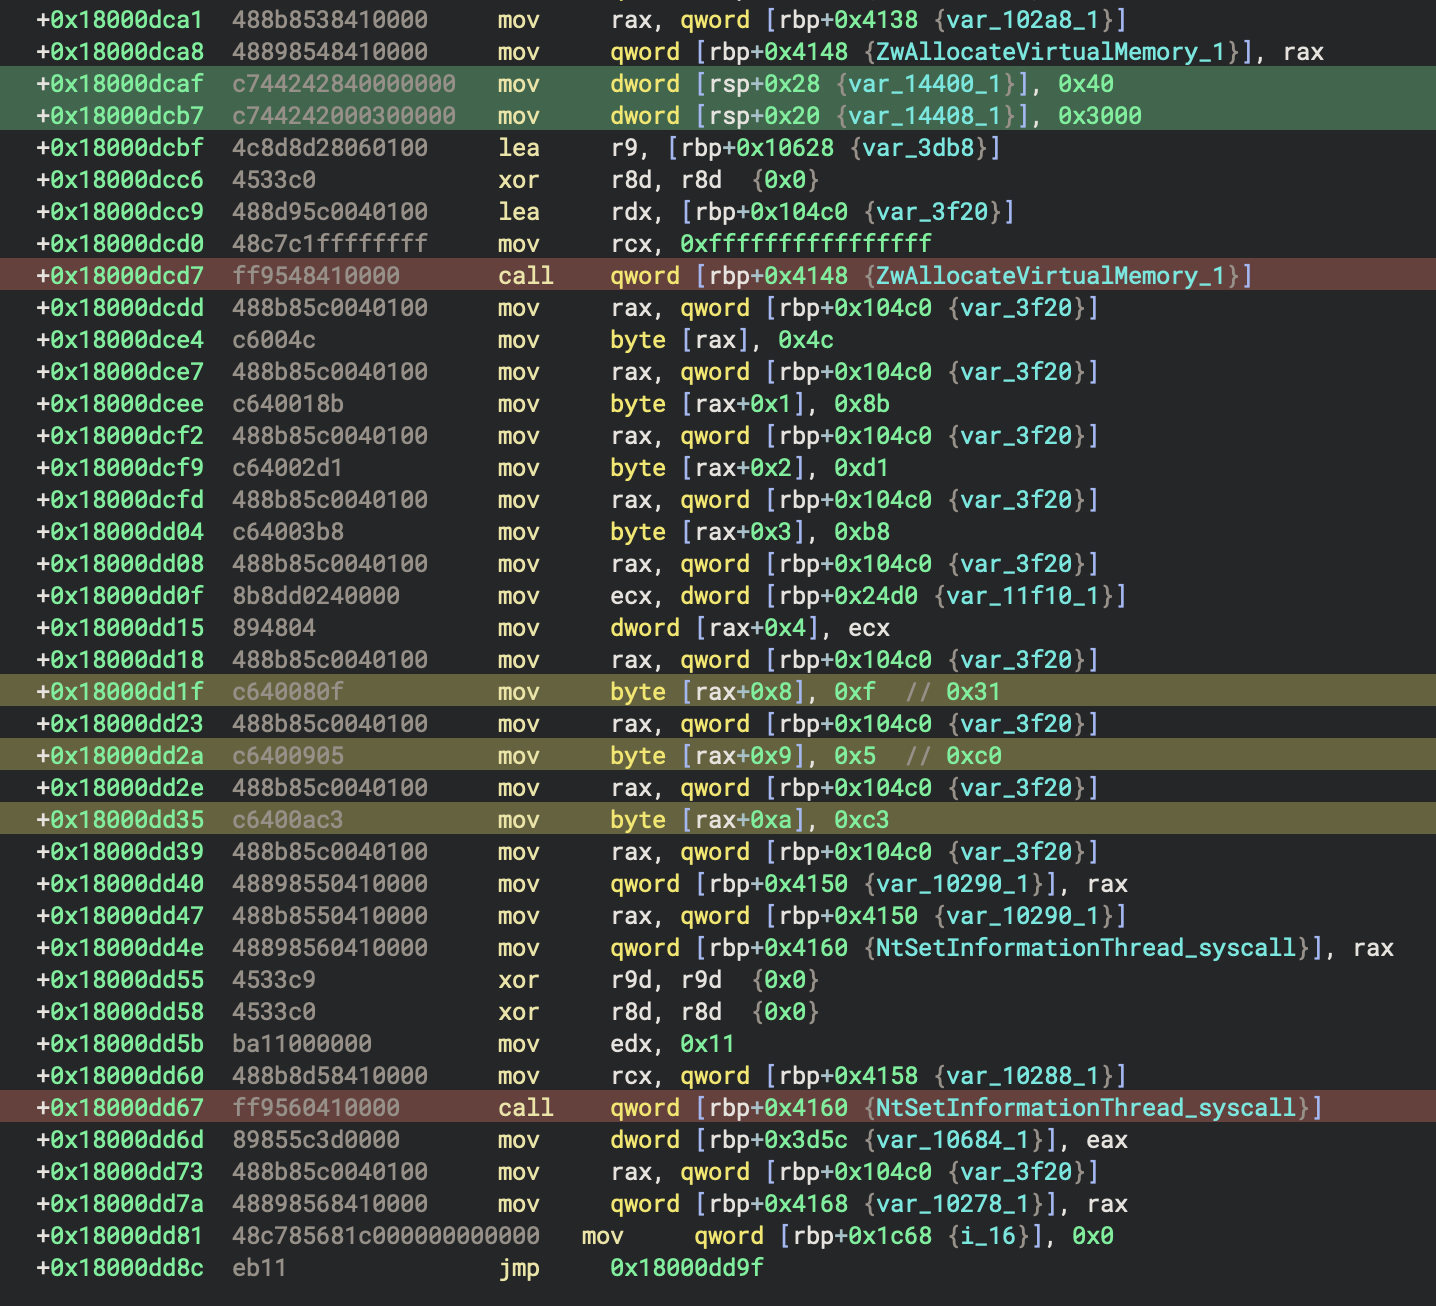 +0x18000dca1 488b8538410000 mov rax, qword [rbp+0x4138 {var_102a8_1}]
+0x18000dca8 48898548410000 mov qword [rbp+0x4148 {ZwAllocateVirtualMemory_1}], rax
+0x18000dcaf c744242840000000 mov dword [rsp+0x28 {var_14400_1}], 0x40
+0x18000dcb7 c744242000300000 mov dword [rsp+0x20 {var_14408_1}], 0x3000
+0x18000dcbf 4c8d8d28060100 lea r9, [rbp+0x10628 {var_3db8}]
+0x18000dcc6 4533c0 xor r8d, r8d {0x0}
+0x18000dcc9 488d95c0040100 lea rdx, [rbp+0x104c0 {var_3f20}]
+0x18000dcd0 48c7c1ffffffff mov rcx, 0xffffffffffffffff
+0x18000dcd7 ff9548410000 call qword [rbp+0x4148 {ZwAllocateVirtualMemory_1}]
+0x18000dcdd 488b85c0040100 mov rax, qword [rbp+0x104c0 {var_3f20}]
+0x18000dce4 c6004c mov byte [rax], 0x4c
+0x18000dce7 488b85c0040100 mov rax, qword [rbp+0x104c0 {var_3f20}]
+0x18000dcee c640018b mov byte [rax+0x1], 0x8b
+0x18000dcf2 488b85c0040100 mov rax, qword [rbp+0x104c0 {var_3f20}]
+0x18000dcf9 c64002d1 mov byte [rax+0x2], 0xd1
+0x18000dcfd 488b85c0040100 mov rax, qword [rbp+0x104c0 {var_3f20}]
+0x18000dd04 c64003b8 mov byte [rax+0x3], 0xb8
+0x18000dd08 488b85c0040100 mov rax, qword [rbp+0x104c0 {var_3f20}]
+0x18000dd0f 8b8dd0240000 mov ecx, dword [rbp+0x24d0 {var_11f10_1}]
+0x18000dd15 894804 mov dword [rax+0x4], ecx
+0x18000dd18 488b85c0040100 mov rax, qword [rbp+0x104c0 {var_3f20}]
+0x18000dd1f c640080f mov byte [rax+0x8], 0xf // 0x31
+0x18000dd23 488b85c0040100 mov rax, qword [rbp+0x104c0 {var_3f20}]
+0x18000dd2a c6400905 mov byte [rax+0x9], 0x5 // 0xc0
+0x18000dd2e 488b85c0040100 mov rax, qword [rbp+0x104c0 {var_3f20}]
+0x18000dd35 c6400ac3 mov byte [rax+0xa], 0xc3
+0x18000dd39 488b85c0040100 mov rax, qword [rbp+0x104c0 {var_3f20}]
+0x18000dd40 48898550410000 mov qword [rbp+0x4150 {var_10290_1}], rax
+0x18000dd47 488b8550410000 mov rax, qword [rbp+0x4150 {var_10290_1}]
+0x18000dd4e 48898560410000 mov qword [rbp+0x4160 {NtSetInformationThread_syscall}], rax
+0x18000dd55 4533c9 xor r9d, r9d {0x0}
+0x18000dd58 4533c0 xor r8d, r8d {0x0}
+0x18000dd5b ba11000000 mov edx, 0x11
+0x18000dd60 488b8d58410000 mov rcx, qword [rbp+0x4158 {var_10288_1}]
+0x18000dd67 ff9560410000 call qword [rbp+0x4160 {NtSetInformationThread_syscall}]
+0x18000dd6d 89855c3d0000 mov dword [rbp+0x3d5c {var_10684_1}], eax
+0x18000dd73 488b85c0040100 mov rax, qword [rbp+0x104c0 {var_3f20}]
+0x18000dd7a 48898568410000 mov qword [rbp+0x4168 {var_10278_1}], rax
+0x18000dd81 48c785681c000000000000 mov qword [rbp+0x1c68 {i_16}], 0x0
+0x18000dd8c eb11 jmp 0x18000dd9f